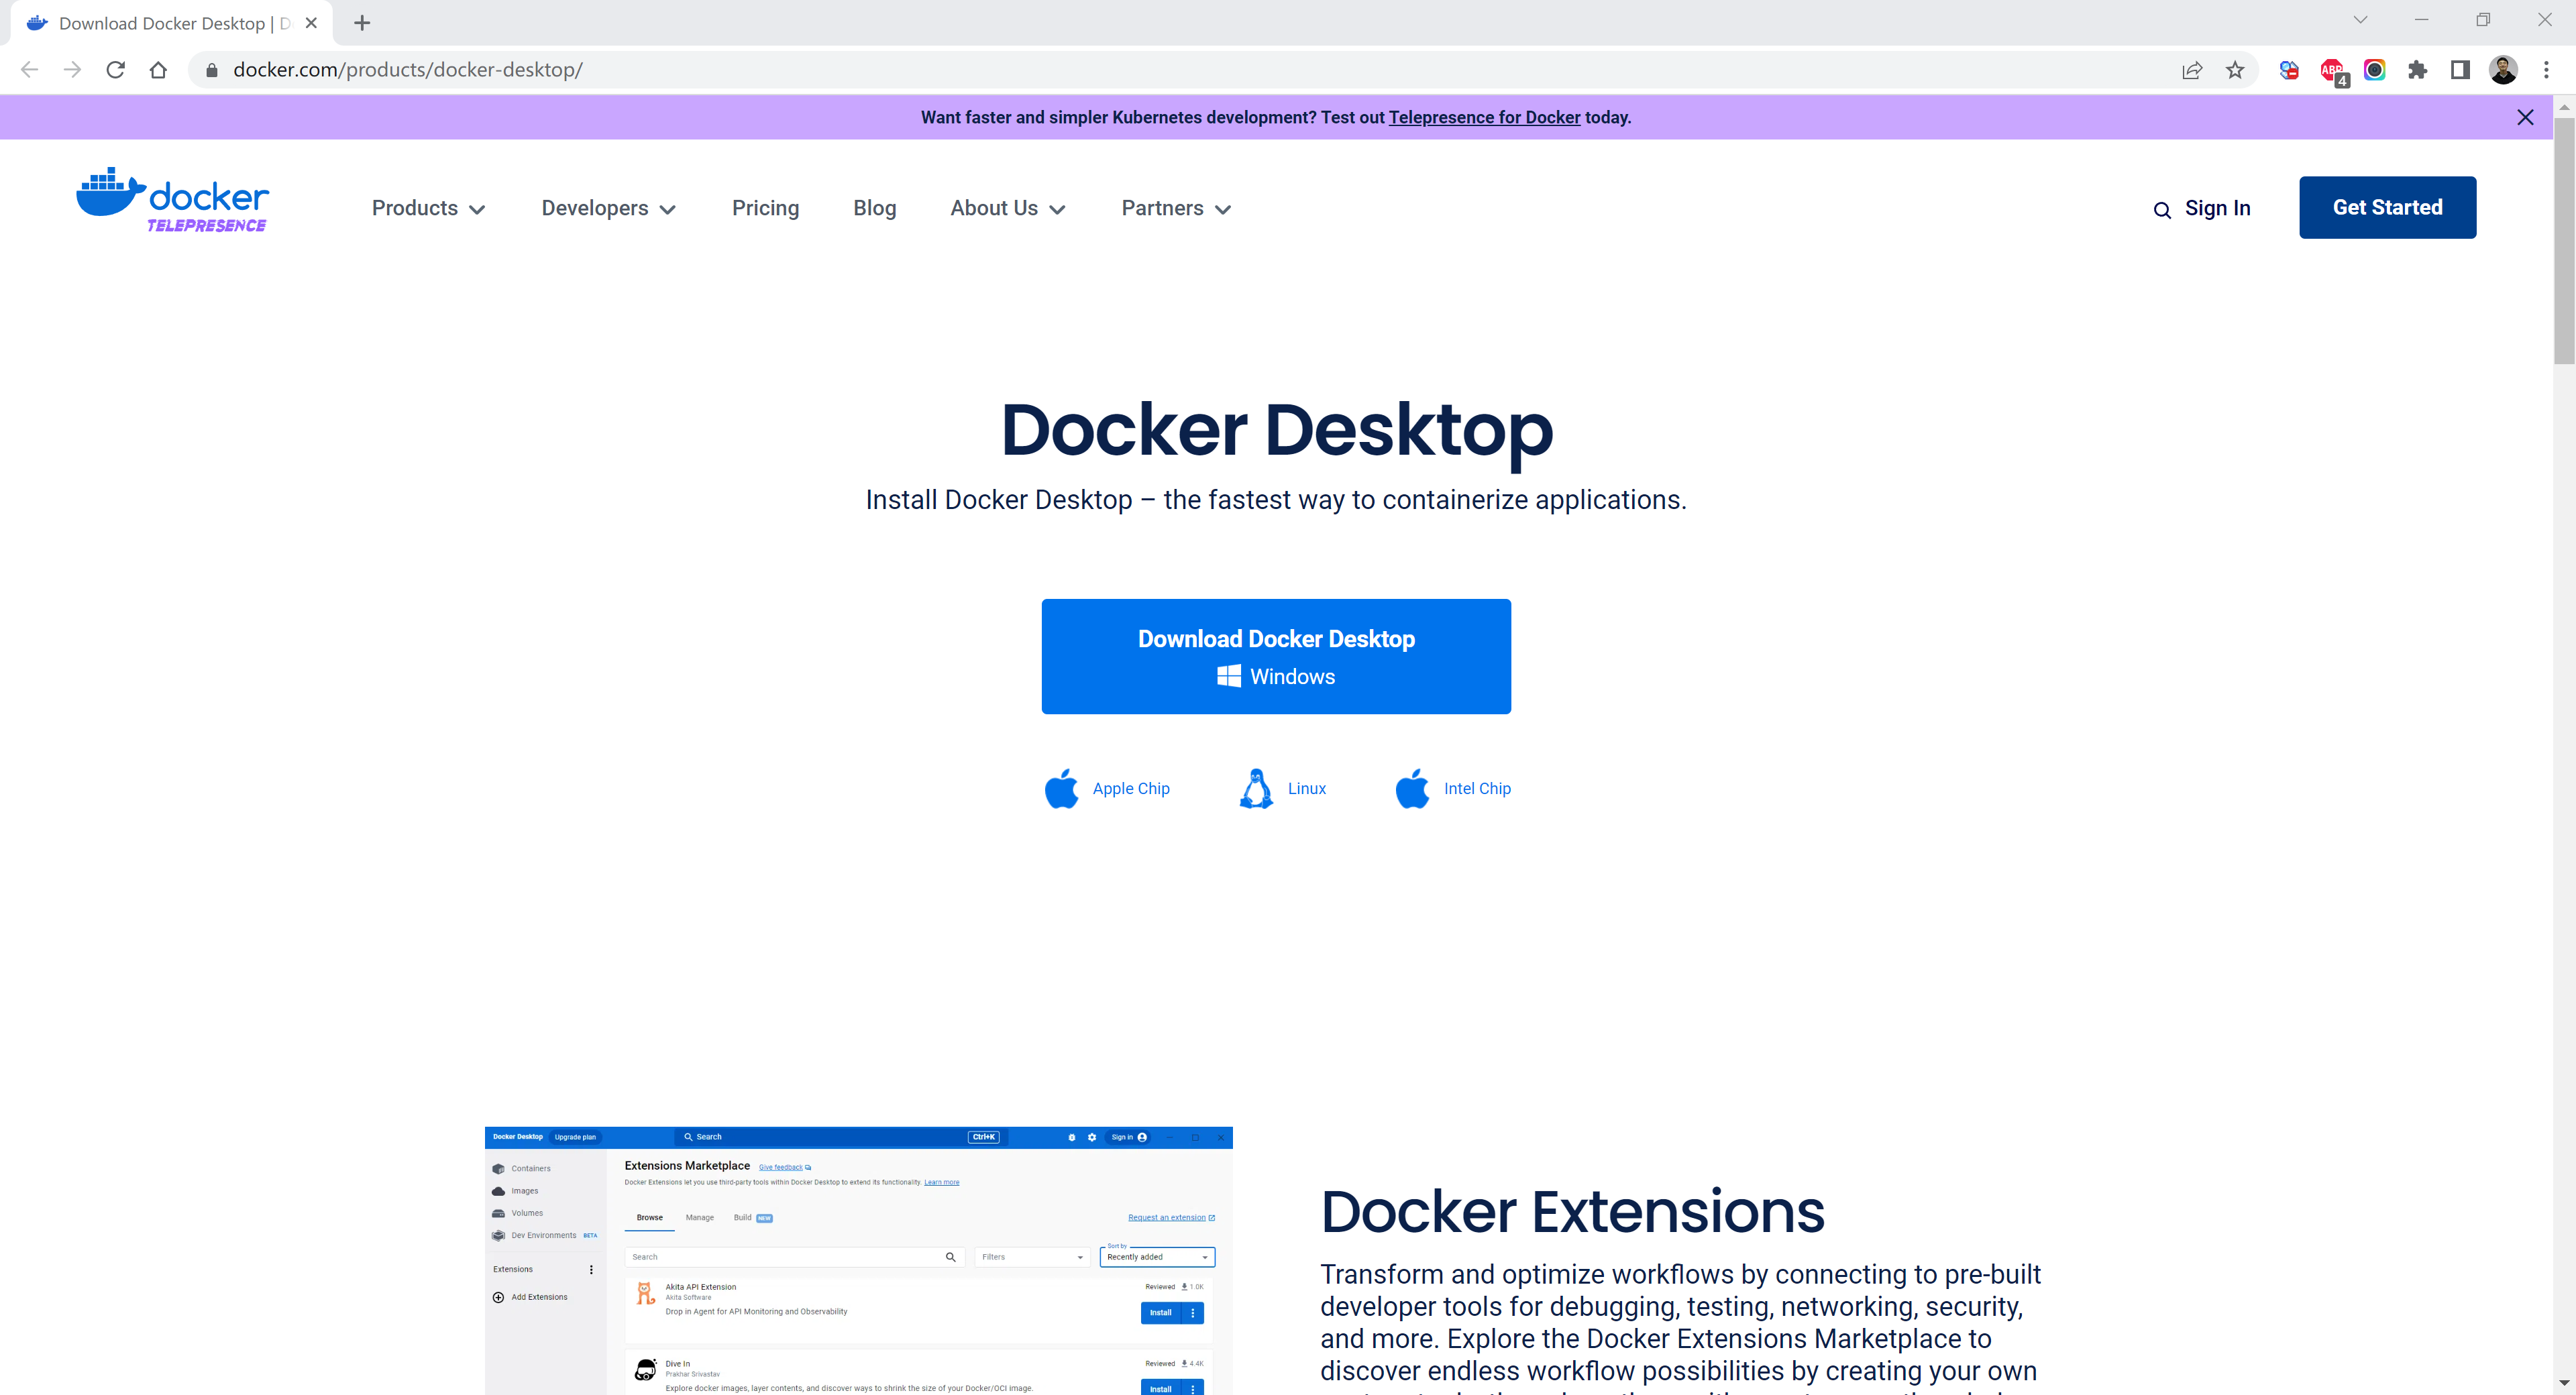 Download Docker Desktop | D
docker.com/products/docker-desktop/
ABP
4
Want faster and simpler Kubernetes development? Test out Telepresence for Docker today.
docker
TELEPRESENCE
Products
Developers
Pricing
Blog
About Us
Partners
Sign In
Get Started
Docker Desktop
Install Docker Desktop – the fastest way to containerize applications.
Download Docker Desktop
Windows
Apple Chip
Linux
Intel Chip
Docker Desktop
Upgrade plan
Search
Ctrl+K
Sign in
Containers
Images
Volumes
Dev Environments BETA
Extensions
Add Extensions
Extensions Marketplace
Give feedback
Docker Extensions let you use third-party tools within Docker Desktop to extend its functionality. Learn more
Browse
Manage
Build NEW
Request an extension
Search
Filters
Sort by
Recently added
Akita API Extension
Akita Software
Drop in Agent for API Monitoring and Observability
Reviewed 1.0K
Install
Dive In
Prakhar Srivastav
Explore docker images, layer contents, and discover ways to shrink the size of your Docker/OCI image.
Reviewed 4.4K
Install
Docker Extensions
Transform and optimize workflows by connecting to pre-built
developer tools for debugging, testing, networking, security,
and more. Explore the Docker Extensions Marketplace to
discover endless workflow possibilities by creating your own